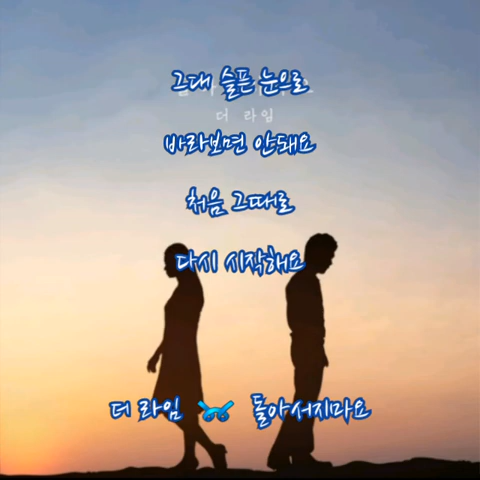 그대 슬픈 눈으로
더 라임
바라보면 안돼요
처음 그때로
다시 시작해요
더 라임 돌아서지마요